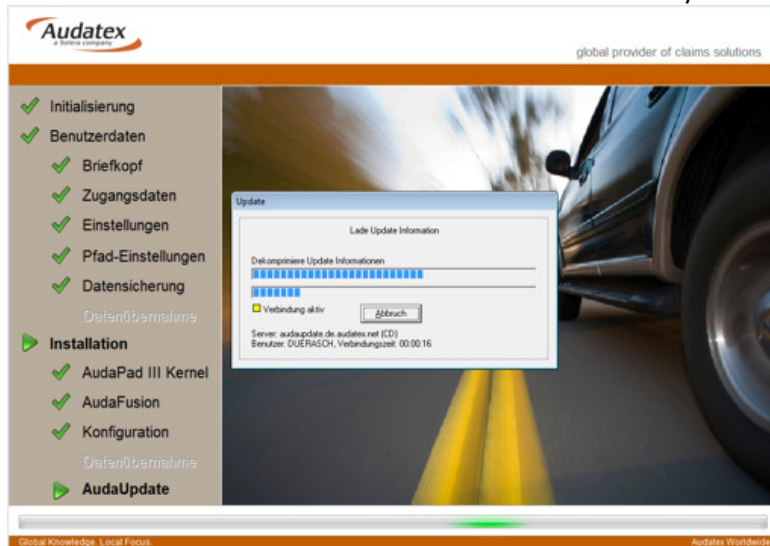 Audatex
a Solera company
global provider of claims solutions
Initialisierung
Benutzerdaten
Briefkopf
Zugangsdaten
Einstellungen
Pfad-Einstellungen
Datensicherung
Datenübernahme
Installation
AudaPad III Kernel
AudaFusion
Konfiguration
Datenübernahme
AudaUpdate
Update
Lade Update Information
Dekomprimiere Update Informationen
Verbindung aktiv
Abbruch
Server: audaupdate.de.audatex.net (CD)
Benutzer: DUERASCH, Verbindungszeit: 00:00:16
Global Knowledge. Local Focus.
Audatex Worldwide